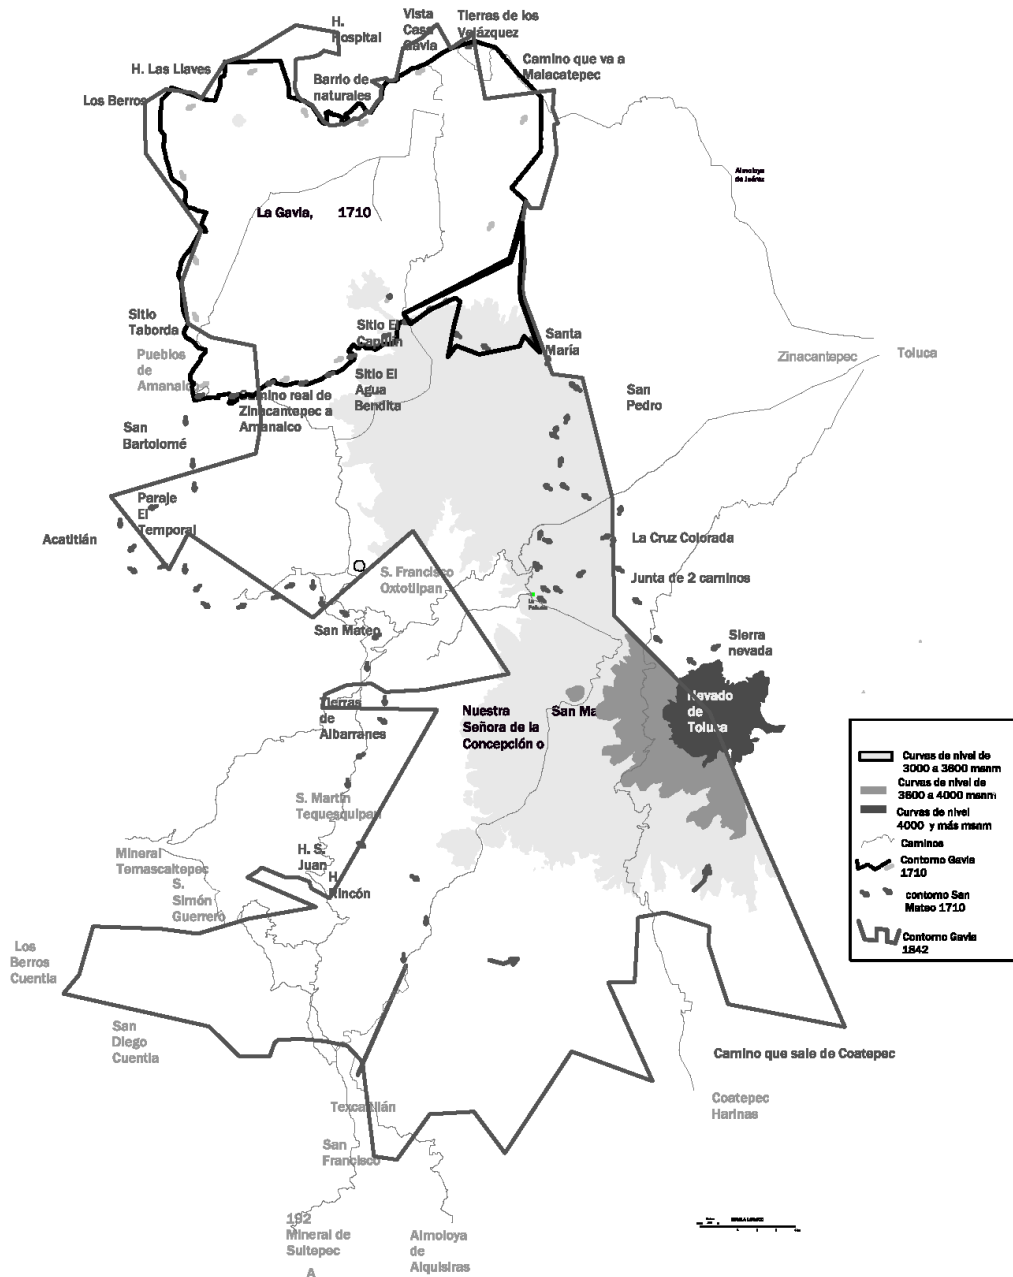 H.
Hospital
Vista
Casa
Gavia
Tierras de los
Velázquez
H. Las Llaves
Barrio de
naturales
Camino que va a
Malacatepec
Los Berros
Almoloya
de Juárez
La Gavia, 1710
Sitio
Taborda
Sitio El
Capulín
Santa
María
Pueblos
de
Amanalco
Zinacantepec
Toluca
Sitio El
Agua
Bendita
Camino real de
Zinacantepec a
Amanalco
San
Pedro
San
Bartolomé
Paraje
El
Temporal
Acatitlán
La Cruz Colorada
S. Francisco
Oxtotilpan
Junta de 2 caminos
La
San Mateo
Sierra
nevada
Nevado
de
Toluca
Tierras
de
Albarranes
Nuestra
Señora de la
Concepción o
San Ma
S. Martín
Tequesquipan
Mineral
Temascaltepec
H. S.
Juan
H.
Rincón
S.
Simón
Guerrero
Los
Berros
Cuentla
San
Diego
Cuentla
Camino que sale de Coatepec
Coatepec
Harinas
Texcaltitlán
San
Francisco
192
Mineral de
Sultepec
A
Almoloya
de
Alquisiras
Curvas de nivel de
3000 a 3600 msnm
Curvas de nivel de
3600 a 4000 msnm
Curvas de nivel
4000 y más msnm
Caminos
Contorno Gavia
1710
contorno San
Mateo 1710
Contorno Gavia
1842